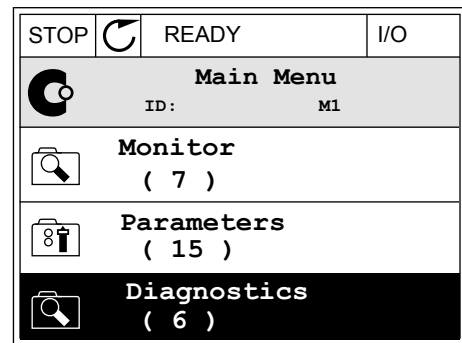 STOP READY I/O
Main Menu
ID: M1
Monitor
( 7 )
Parameters
( 15 )
Diagnostics
( 6 )